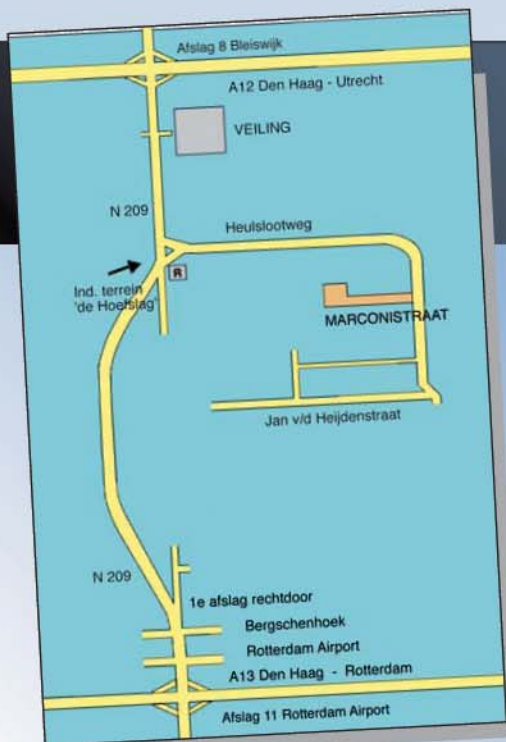 Afslag 8 Bleiswijk
A12 Den Haag - Utrecht
VEILING
N 209
Heulslootweg
R
Ind. terrein
'de Hoefslag'
MARCONISTRAAT
Jan v/d Heijdenstraat
N 209
1e afslag rechtdoor
Bergschenhoek
Rotterdam Airport
A13 Den Haag - Rotterdam
Afslag 11 Rotterdam Airport